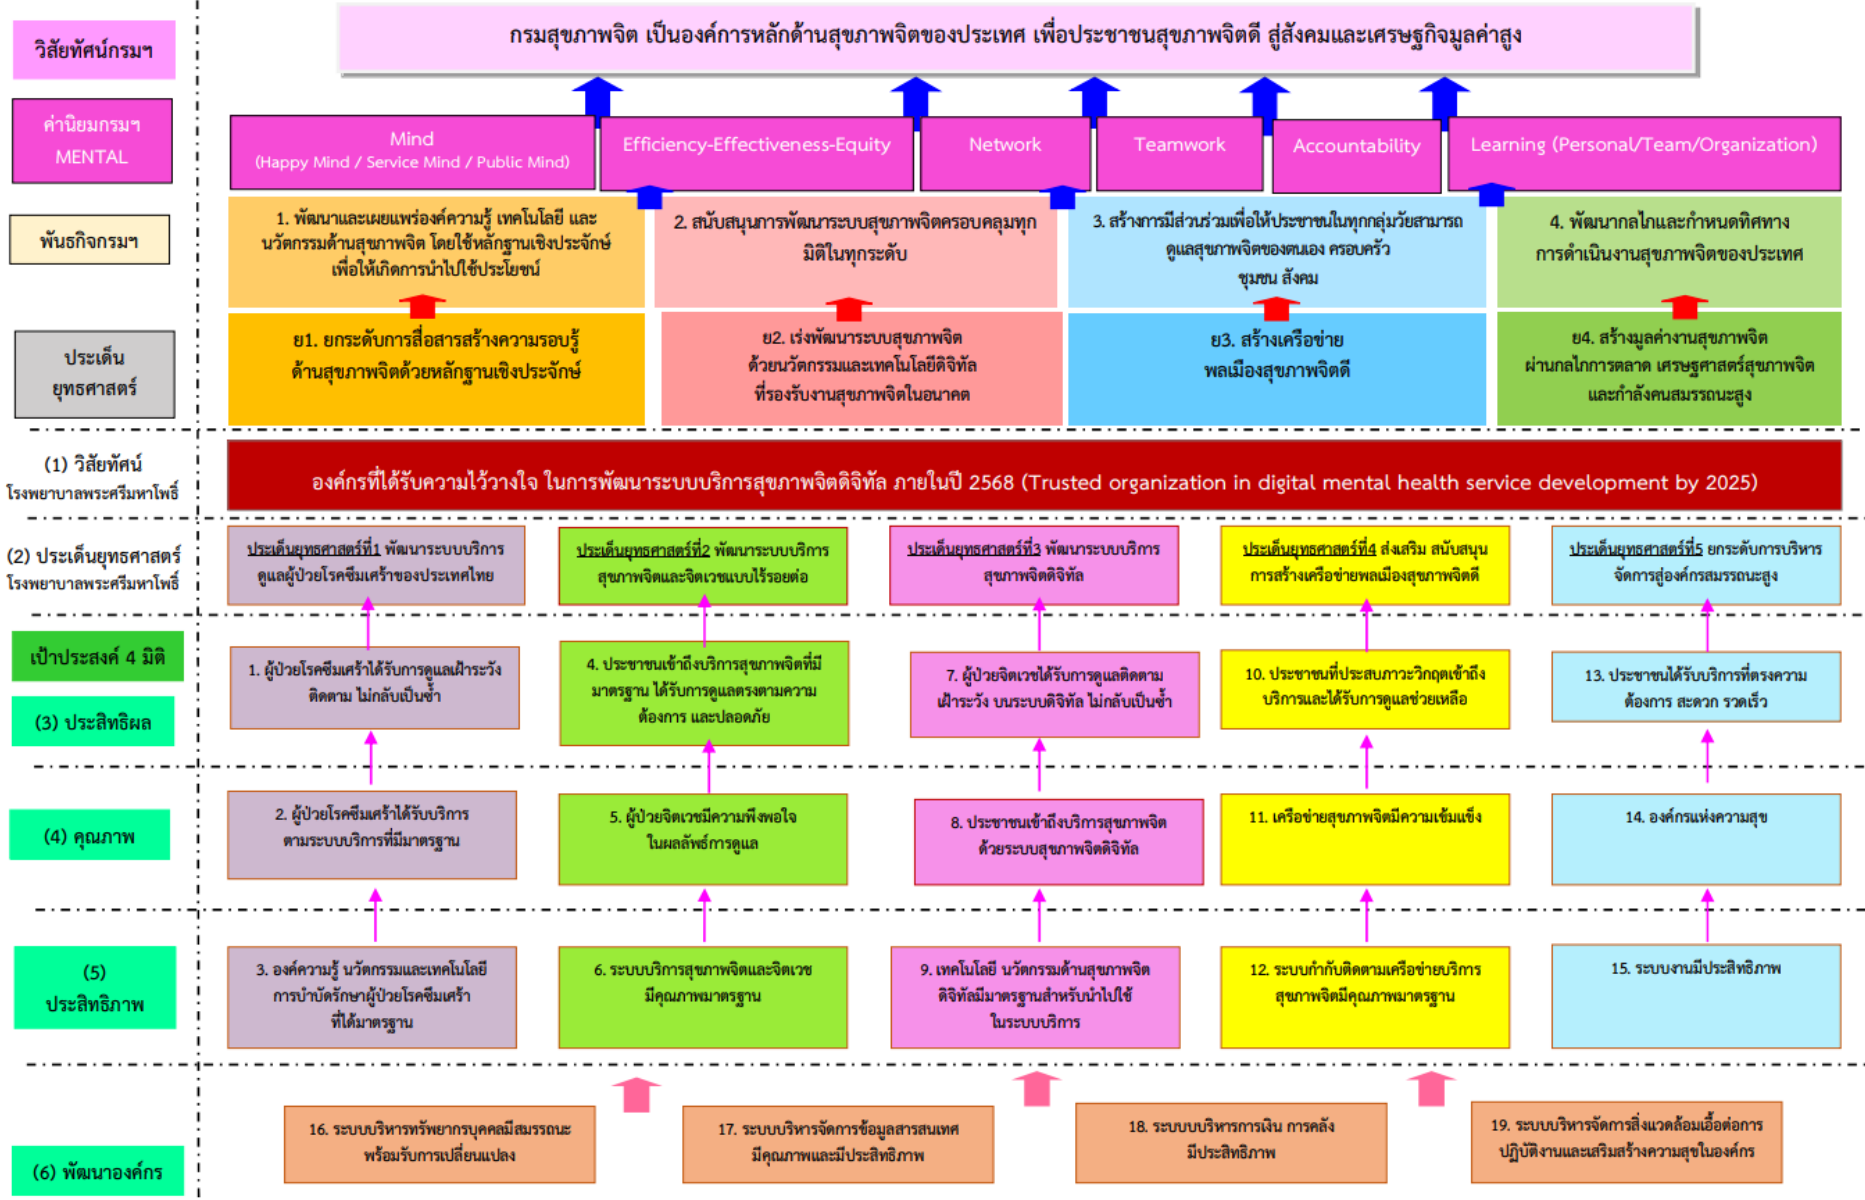 วิสัยทัศน์กรมฯ
กรมสุขภาพจิต เป็นองค์การหลักด้านสุขภาพจิตของประเทศ เพื่อประชาชนสุขภาพจิตดี สู่สังคมและเศรษฐกิจมูลค่าสูง
ค่านิยมกรมฯ
MENTAL
Mind
(Happy Mind / Service Mind / Public Mind)
Efficiency-Effectiveness-Equity
Network
Teamwork
Accountability
Learning (Personal/Team/Organization)
พันธกิจกรมฯ
1. พัฒนาและเผยแพร่องค์ความรู้ เทคโนโลยี และ
นวัตกรรมด้านสุขภาพจิต โดยใช้หลักฐานเชิงประจักษ์
เพื่อให้เกิดการนำไปใช้ประโยชน์
2. สนับสนุนการพัฒนาระบบสุขภาพจิตครอบคลุมทุก
มิติในทุกระดับ
3. สร้างการมีส่วนร่วมเพื่อให้ประชาชนในทุกกลุ่มวัยสามารถ
ดูแลสุขภาพจิตของตนเอง ครอบครัว
ชุมชน สังคม
4. พัฒนากลไกและกำหนดทิศทาง
การดำเนินงานสุขภาพจิตของประเทศ
ประเด็น
ยุทธศาสตร์
ย1. ยกระดับการสื่อสารสร้างความรอบรู้
ด้านสุขภาพจิตด้วยหลักฐานเชิงประจักษ์
ย2. เร่งพัฒนาระบบสุขภาพจิต
ด้วยนวัตกรรมและเทคโนโลยีดิจิทัล
ที่รองรับงานสุขภาพจิตในอนาคต
ย3. สร้างเครือข่าย
พลเมืองสุขภาพจิตดี
ย4. สร้างมูลค่างานสุขภาพจิต
ผ่านกลไกการตลาด เศรษฐศาสตร์สุขภาพจิต
และกำลังคนสมรรถนะสูง
(1) วิสัยทัศน์
โรงพยาบาลพระศรีมหาโพธิ์
องค์กรที่ได้รับความไว้วางใจ ในการพัฒนาระบบบริการสุขภาพจิตดิจิทัล ภายในปี 2568 (Trusted organization in digital mental health service development by 2025)
(2) ประเด็นยุทธศาสตร์
โรงพยาบาลพระศรีมหาโพธิ์
ประเด็นยุทธศาสตร์ที่1 พัฒนาระบบบริการ
ดูแลผู้ป่วยโรคซึมเศร้าของประเทศไทย
ประเด็นยุทธศาสตร์ที่2 พัฒนาระบบบริการ
สุขภาพจิตและจิตเวชแบบไร้รอยต่อ
ประเด็นยุทธศาสตร์ที่3 พัฒนาระบบบริการ
สุขภาพจิตดิจิทัล
ประเด็นยุทธศาสตร์ที่4 ส่งเสริม สนับสนุน
การสร้างเครือข่ายพลเมืองสุขภาพจิตดี
ประเด็นยุทธศาสตร์ที่5 ยกระดับการบริหาร
จัดการสู่องค์กรสมรรถนะสูง
เป้าประสงค์ 4 มิติ
(3) ประสิทธิผล
1. ผู้ป่วยโรคซึมเศร้าได้รับการดูแลเฝ้าระวัง
ติดตาม ไม่กลับเป็นซ้ำ
4. ประชาชนเข้าถึงบริการสุขภาพจิตที่มี
มาตรฐาน ได้รับการดูแลตรงตามความ
ต้องการ และปลอดภัย
7. ผู้ป่วยจิตเวชได้รับการดูแลติดตาม
เฝ้าระวัง บนระบบดิจิทัล ไม่กลับเป็นซ้ำ
10. ประชาชนที่ประสบภาวะวิกฤตเข้าถึง
บริการและได้รับการดูแลช่วยเหลือ
13. ประชาชนได้รับบริการที่ตรงความ
ต้องการ สะดวก รวดเร็ว
(4) คุณภาพ
2. ผู้ป่วยโรคซึมเศร้าได้รับบริการ
ตามระบบบริการที่มีมาตรฐาน
5. ผู้ป่วยจิตเวชมีความพึงพอใจ
ในผลลัพธ์การดูแล
8. ประชาชนเข้าถึงบริการสุขภาพจิต
ด้วยระบบสุขภาพจิตดิจิทัล
11. เครือข่ายสุขภาพจิตมีความเข้มแข็ง
14. องค์กรแห่งความสุข
(5)
ประสิทธิภาพ
3. องค์ความรู้ นวัตกรรมและเทคโนโลยี
การบำบัดรักษาผู้ป่วยโรคซึมเศร้า
ที่ได้มาตรฐาน
6. ระบบบริการสุขภาพจิตและจิตเวช
มีคุณภาพมาตรฐาน
9. เทคโนโลยี นวัตกรรมด้านสุขภาพจิต
ดิจิทัลมีมาตรฐานสำหรับนำไปใช้
ในระบบบริการ
12. ระบบกำกับติดตามเครือข่ายบริการ
สุขภาพจิตมีคุณภาพมาตรฐาน
15. ระบบงานมีประสิทธิภาพ
(6) พัฒนาองค์กร
16. ระบบบริหารทรัพยากรบุคคลมีสมรรถนะ
พร้อมรับการเปลี่ยนแปลง
17. ระบบบริหารจัดการข้อมูลสารสนเทศ
มีคุณภาพและมีประสิทธิภาพ
18. ระบบบบริหารการเงิน การคลัง
มีประสิทธิภาพ
19. ระบบบริหารจัดการสิ่งแวดล้อมเอื้อต่อการ
ปฏิบัติงานและเสริมสร้างความสุขในองค์กร